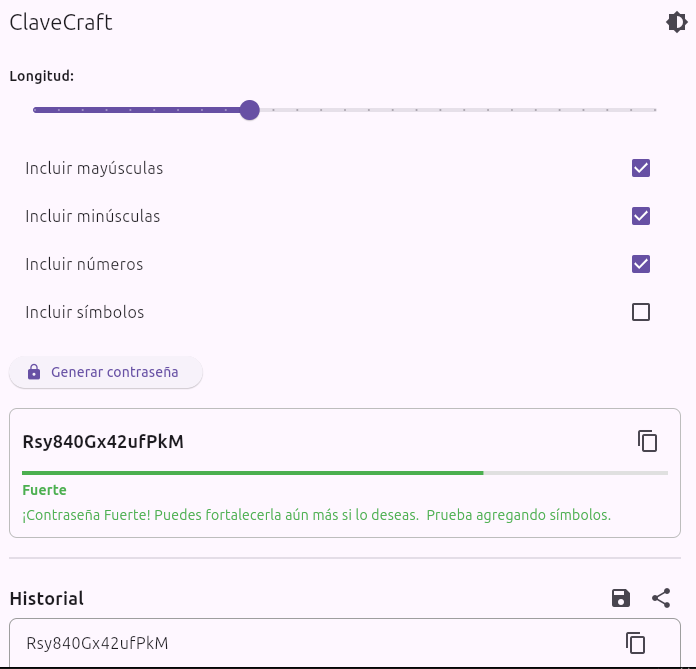 ClaveCraft
Longitud:
Incluir mayúsculas
Incluir minúsculas
Incluir números
Incluir símbolos
Generar contraseña
Rsy840Gx42ufPkM
Fuerte
¡Contraseña Fuerte! Puedes fortalecerla aún más si lo deseas.  Prueba agregando símbolos.
Historial
Rsy840Gx42ufPkM